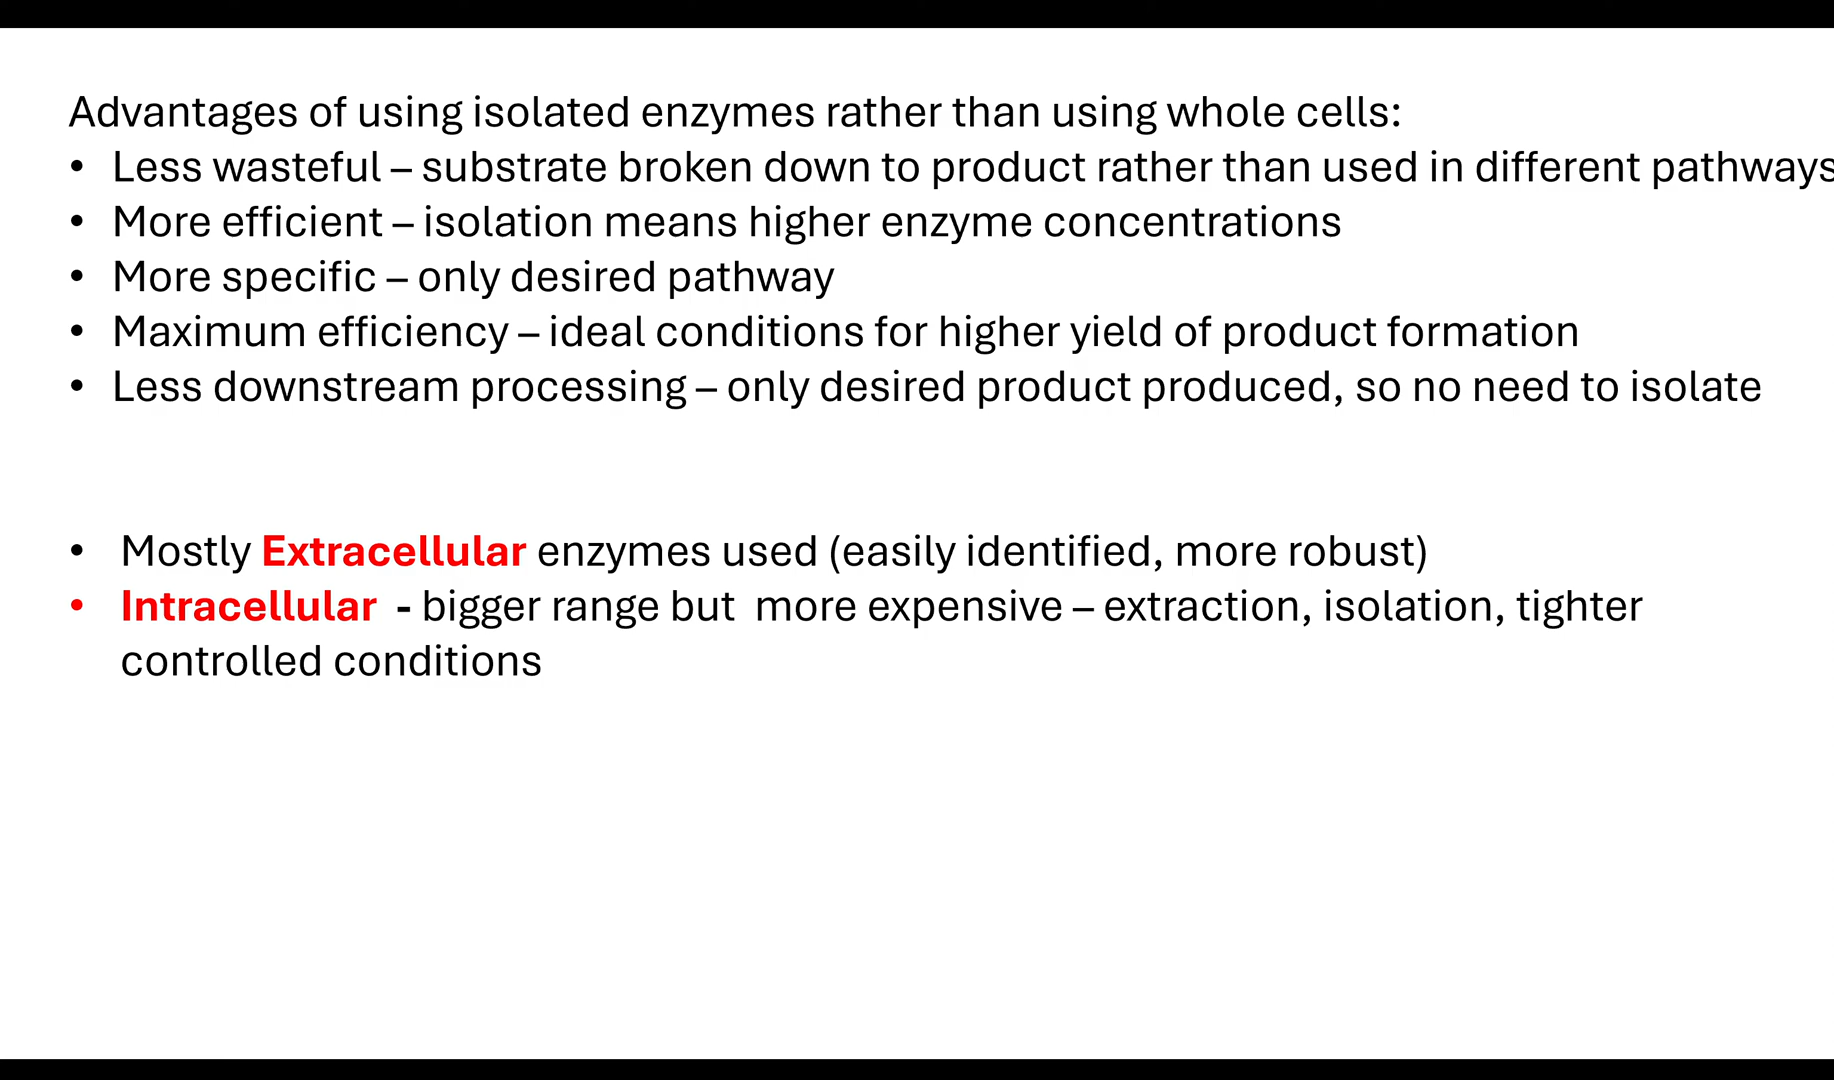 Advantages of using isolated enzymes rather than using whole cells:
• Less wasteful – substrate broken down to product rather than used in different pathways
• More efficient – isolation means higher enzyme concentrations
• More specific – only desired pathway
• Maximum efficiency – ideal conditions for higher yield of product formation
• Less downstream processing – only desired product produced, so no need to isolate
• Mostly Extracellular enzymes used (easily identified, more robust)
• Intracellular - bigger range but more expensive – extraction, isolation, tighter
controlled conditions